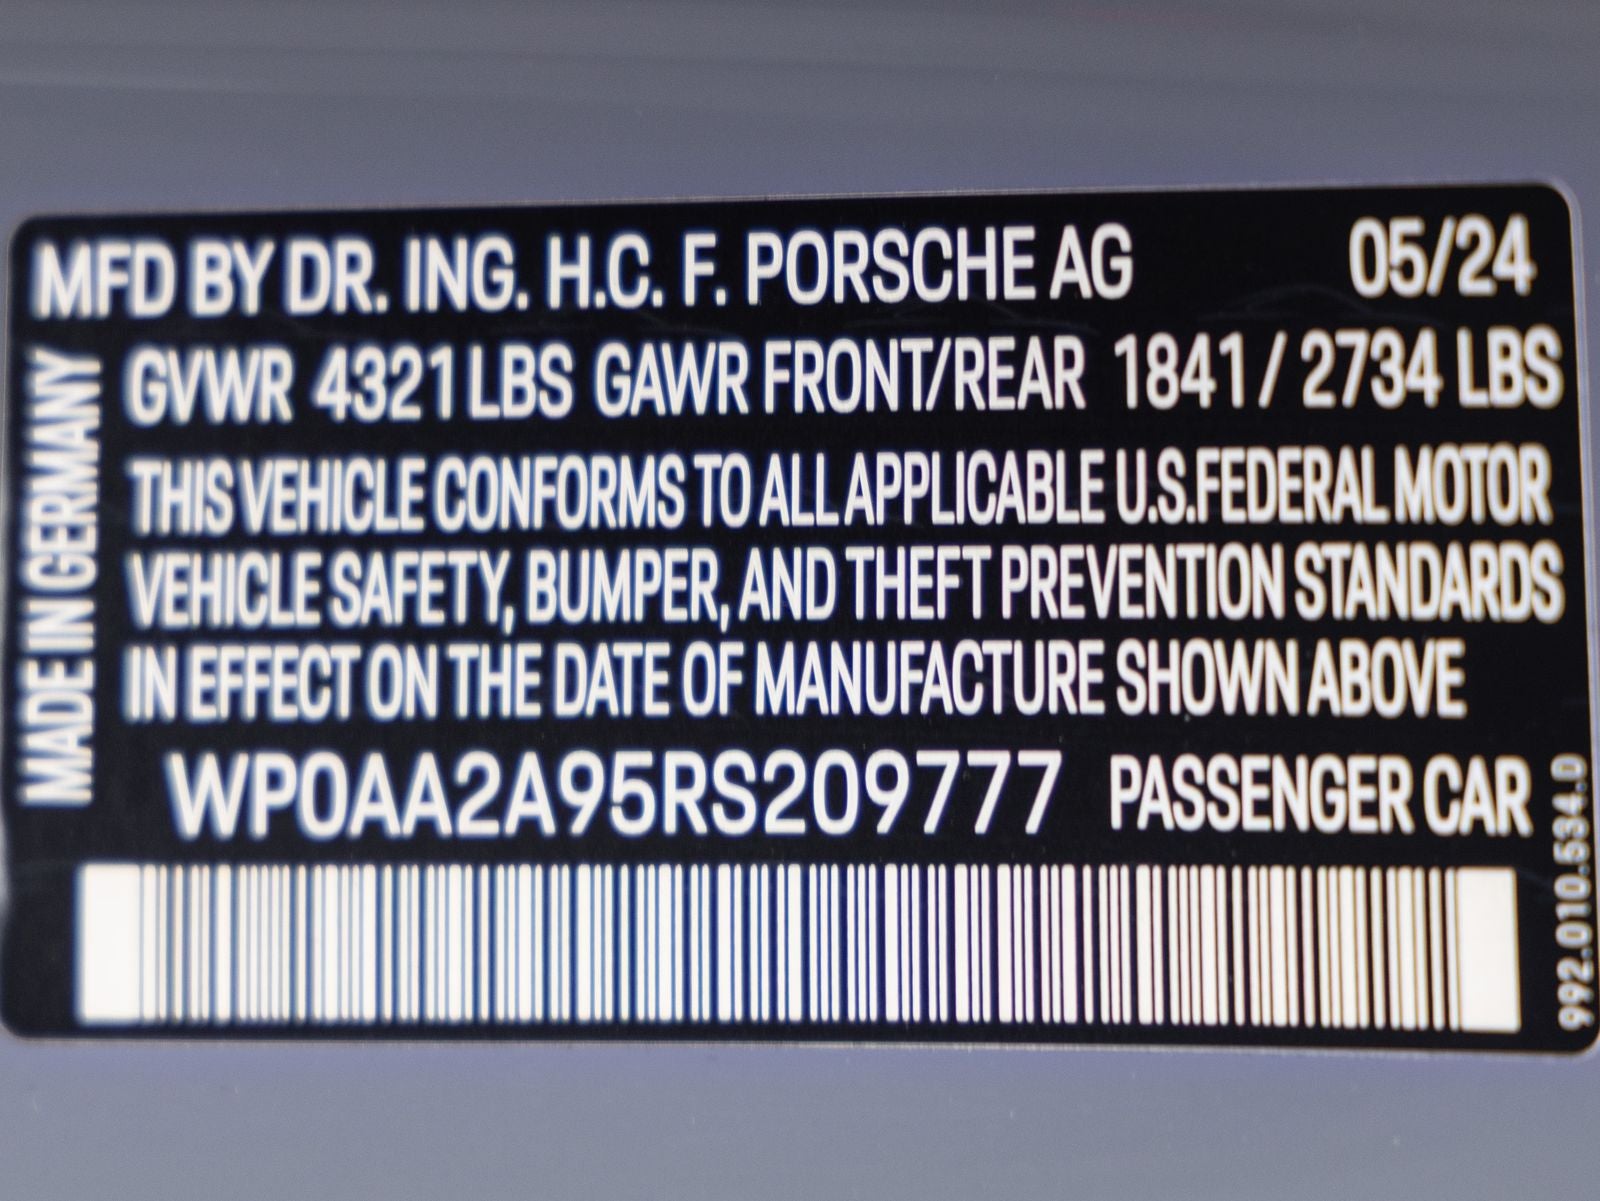 MFD BY DR. ING. H.C. F. PORSCHE AG 05/24
GVWR 4321 LBS GAWR FRONT/REAR 1841 / 2734 LBS
THIS VEHICLE CONFORMS TO ALL APPLICABLE U.S.FEDERAL MOTOR
VEHICLE SAFETY, BUMPER, AND THEFT PREVENTION STANDARDS
IN EFFECT ON THE DATE OF MANUFACTURE SHOWN ABOVE
WP0AA2A95RS209777 PASSENGER CAR
MADE IN GERMANY
992.010.534.0